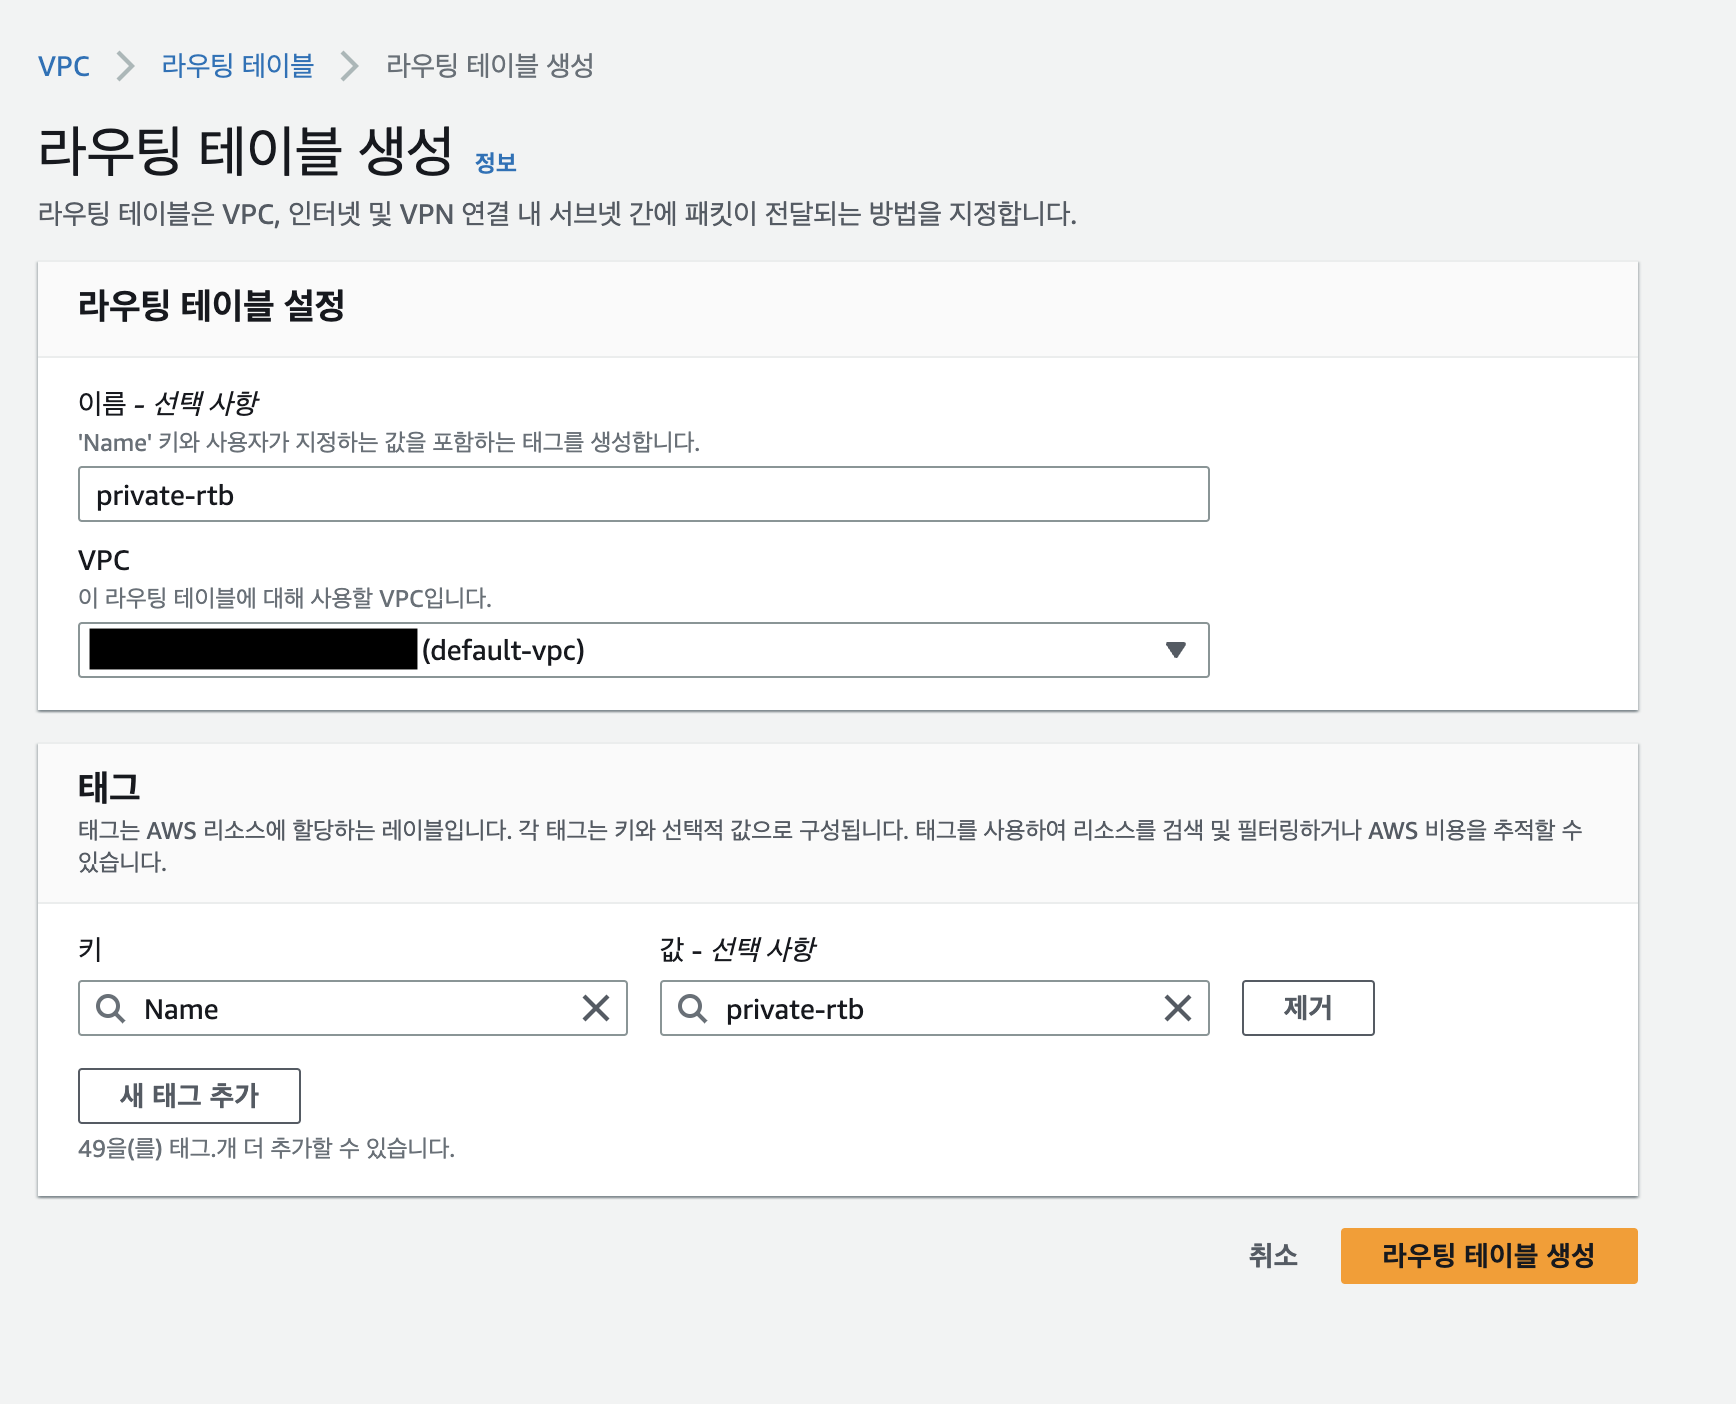 VPC > 라우팅 테이블 > 라우팅 테이블 생성
라우팅 테이블 생성 정보
라우팅 테이블은 VPC, 인터넷 및 VPN 연결 내 서브넷 간에 패킷이 전달되는 방법을 지정합니다.
라우팅 테이블 설정
이름 - 선택 사항
'Name' 키와 사용자가 지정하는 값을 포함하는 태그를 생성합니다.
private-rtb
VPC
이 라우팅 테이블에 대해 사용할 VPC입니다.
(default-vpc)
태그
태그는 AWS 리소스에 할당하는 레이블입니다. 각 태그는 키와 선택적 값으로 구성됩니다. 태그를 사용하여 리소스를 검색 및 필터링하거나 AWS 비용을 추적할 수
있습니다.
키 값 - 선택 사항
Name private-rtb 제거
새 태그 추가
49을(를) 태그.개 더 추가할 수 있습니다.
취소 라우팅 테이블 생성